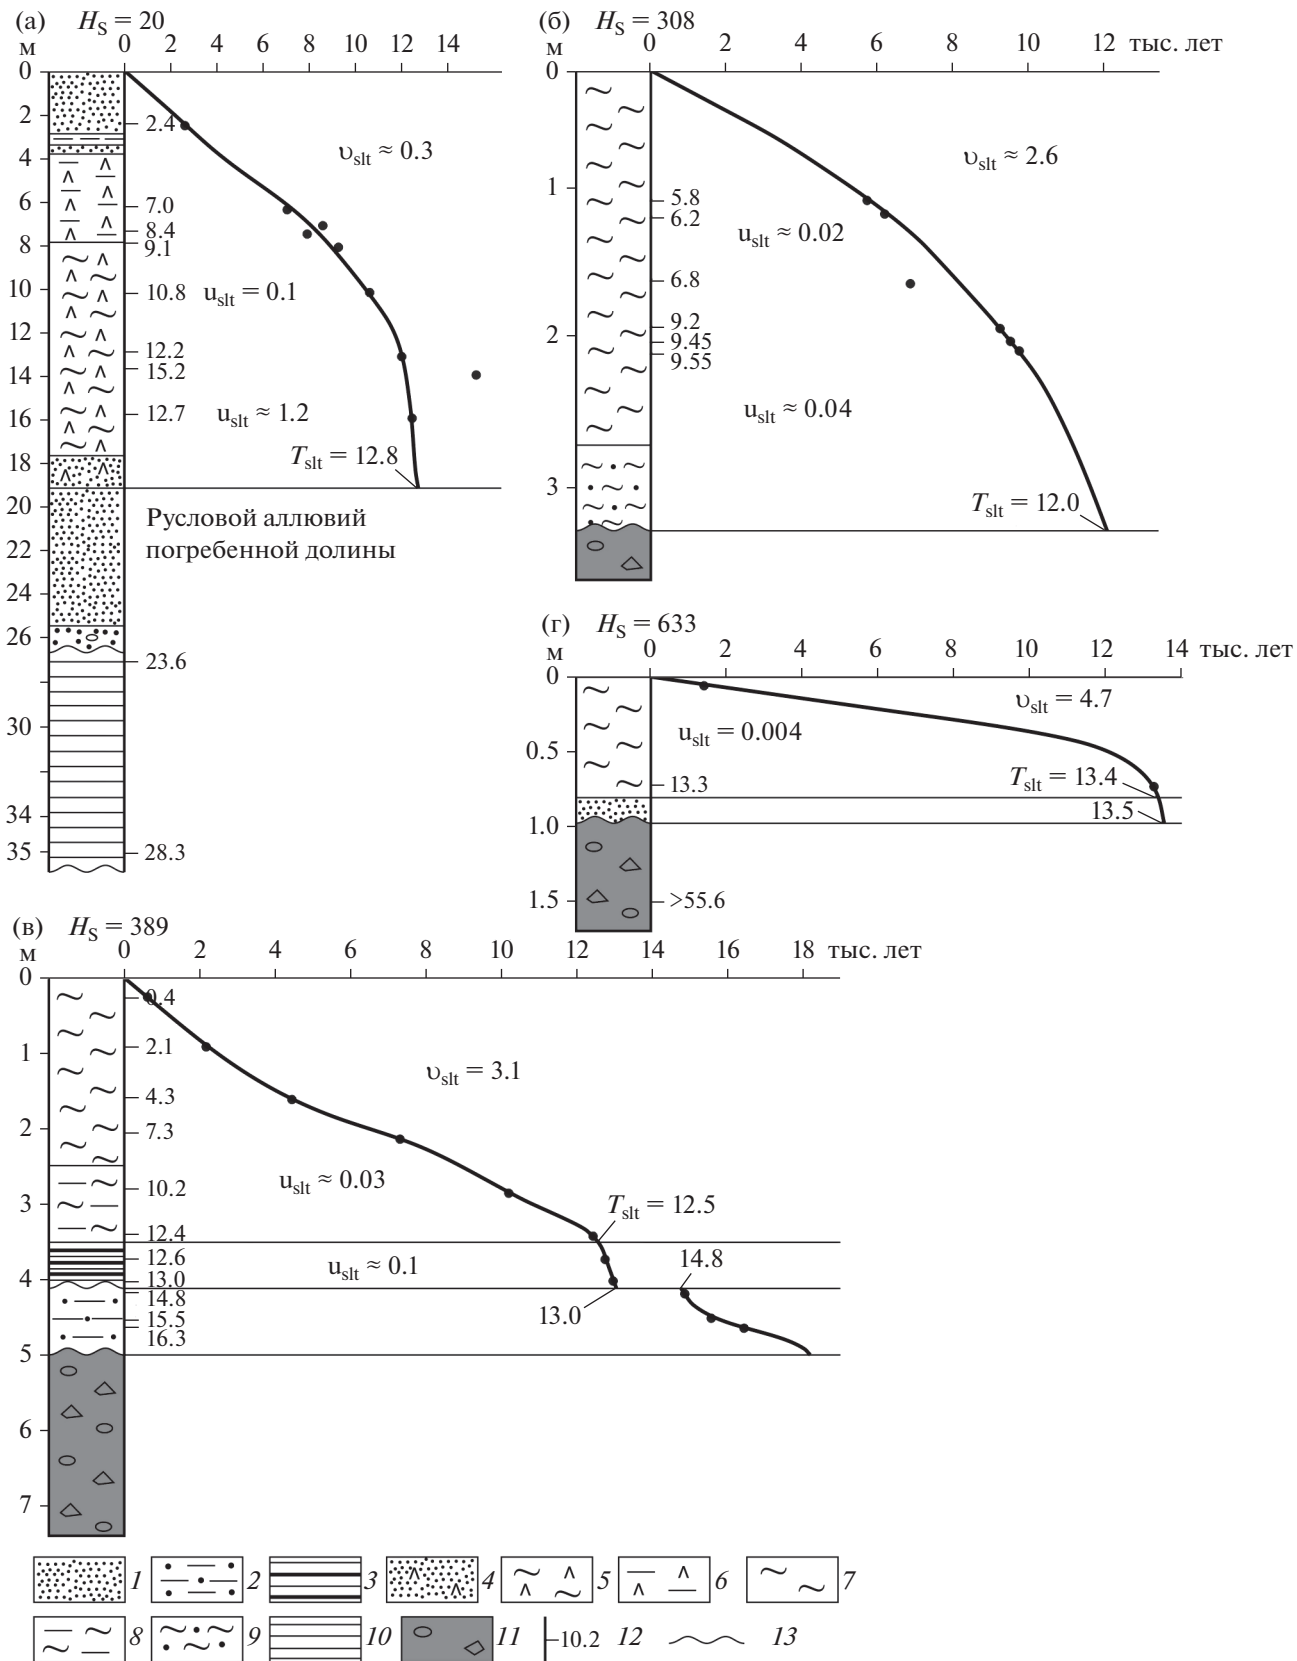 (а) H_S = 20
м
0 2 4 6 8 10 12 14
0
2
4
6
8
10
12
14
16
18
20
22
24
26
30
34
35
2.4
7.0
8.4
9.1
10.8
12.2
15.2
12.7
23.6
28.3
υ_slt ≈ 0.3
u_slt = 0.1
u_slt ≈ 1.2
T_slt = 12.8
Русловой аллювий
погребенной долины
(б) H_S = 308
м
0 4 6 8 10 12 тыс. лет
0
1
2
3
5.8
6.2
6.8
9.2
9.45
9.55
υ_slt ≈ 2.6
u_slt ≈ 0.02
u_slt ≈ 0.04
T_slt = 12.0
(г) H_S = 633
м
0 2 4 6 8 10 12 14 тыс. лет
0
0.5
1.0
1.5
13.3
>55.6
υ_slt = 4.7
u_slt = 0.004
T_slt = 13.4
13.5
(в) H_S = 389
м
0 2 4 6 8 10 12 14 16 18 тыс. лет
0
1
2
3
4
5
6
7
0.4
2.1
4.3
7.3
10.2
12.4
12.6
13.0
14.8
15.5
16.3
υ_slt = 3.1
u_slt ≈ 0.03
T_slt = 12.5
u_slt ≈ 0.1
14.8
13.0
1 2 3 4 5 6 7
8 9 10 11 10.2 12 13